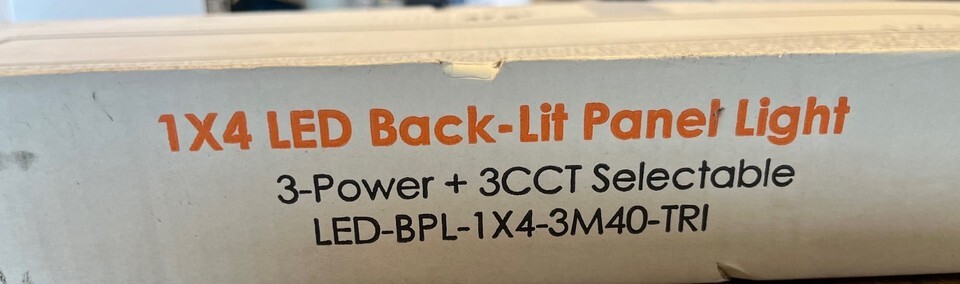 1X4 LED Back-Lit Panel Light
3-Power + 3CCT Selectable
LED-BPL-1X4-3M40-TRI